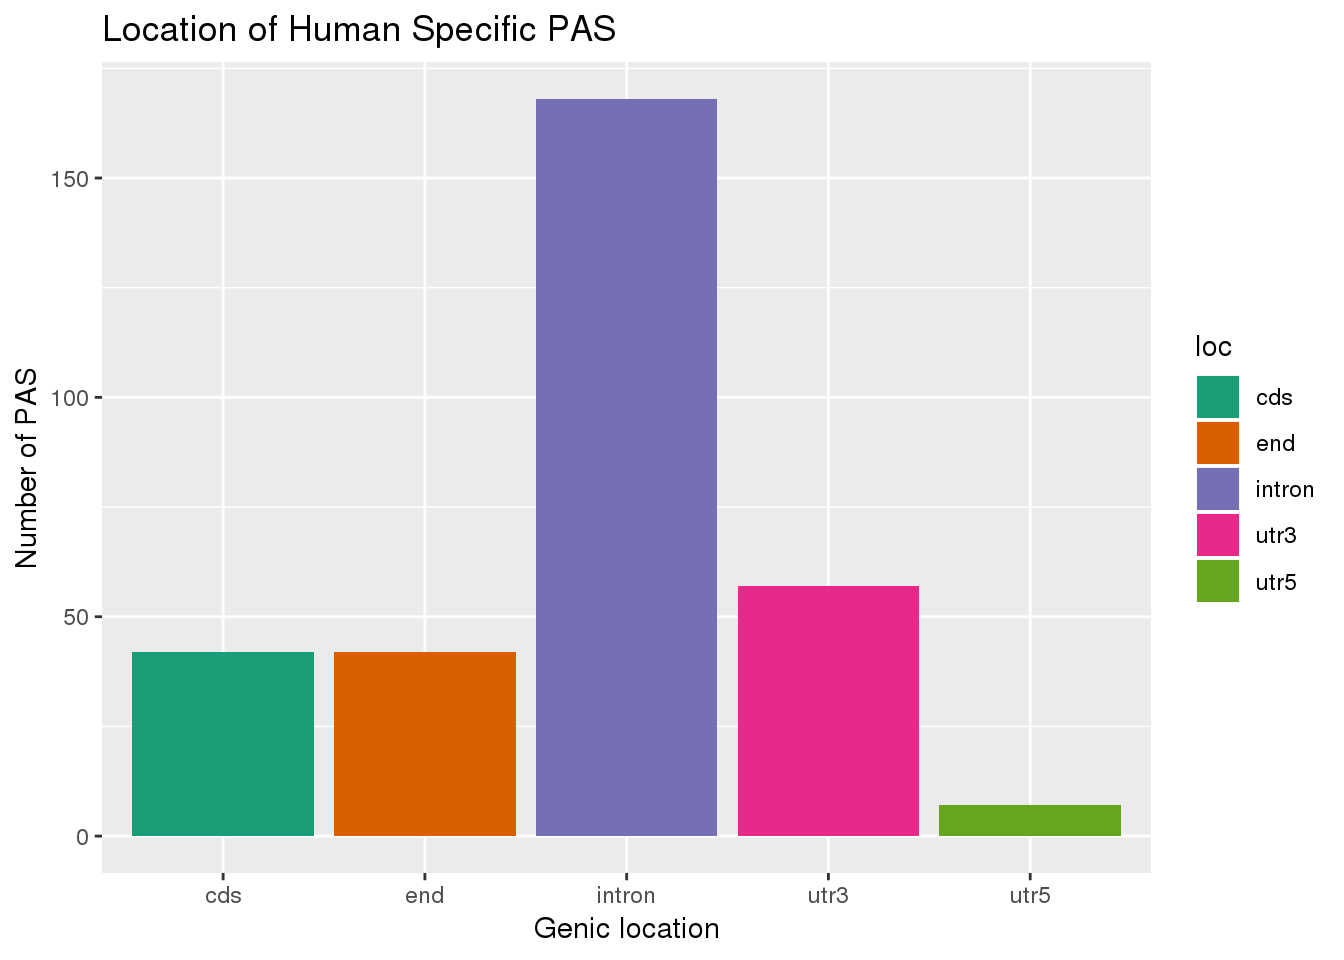 Location of Human Specific PAS
Number of PAS
150
100
50
0
cds
end
intron
utr3
utr5
Genic location
loc
cds
end
intron
utr3
utr5